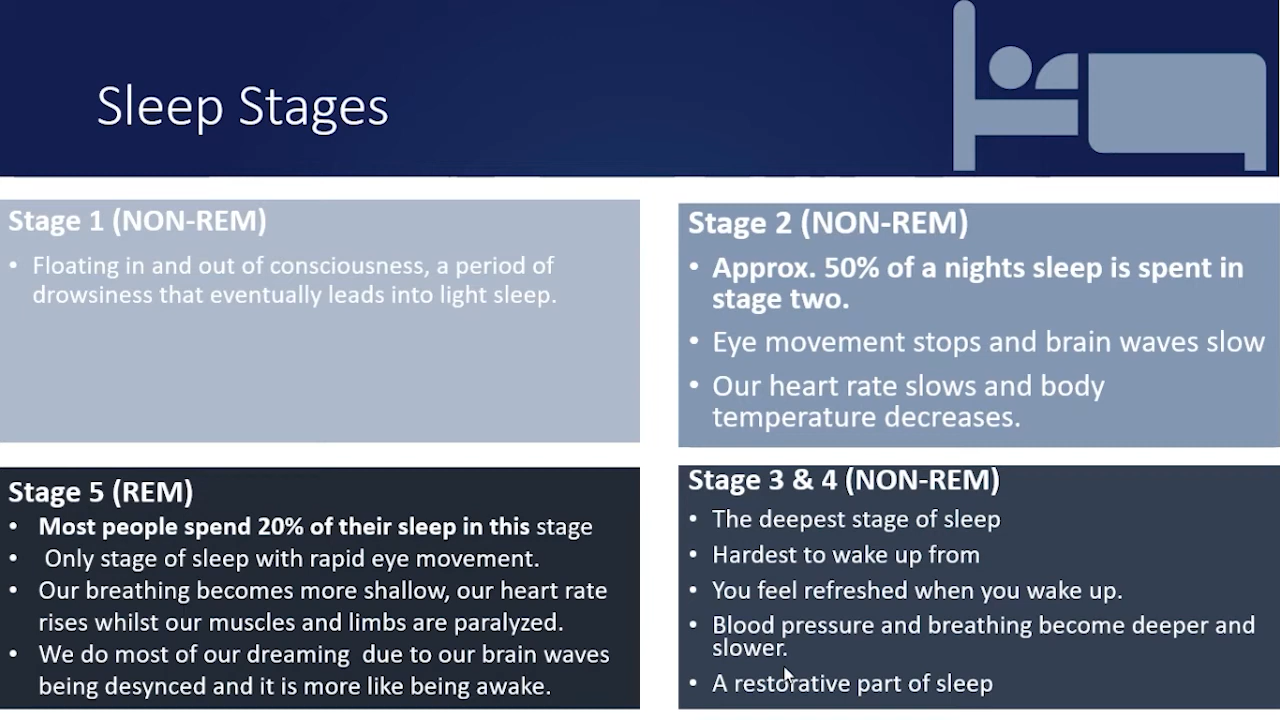 Sleep Stages
Stage 1 (NON-REM)
• Floating in and out of consciousness, a period of
drowsiness that eventually leads into light sleep.
Stage 2 (NON-REM)
• Approx. 50% of a nights sleep is spent in
stage two.
• Eye movement stops and brain waves slow
• Our heart rate slows and body
temperature decreases.
Stage 5 (REM)
• Most people spend 20% of their sleep in this stage
• Only stage of sleep with rapid eye movement.
• Our breathing becomes more shallow, our heart rate
rises whilst our muscles and limbs are paralyzed.
• We do most of our dreaming due to our brain waves
being desynced and it is more like being awake.
Stage 3 & 4 (NON-REM)
• The deepest stage of sleep
• Hardest to wake up from
• You feel refreshed when you wake up.
• Blood pressure and breathing become deeper and
slower.
• A restorative part of sleep